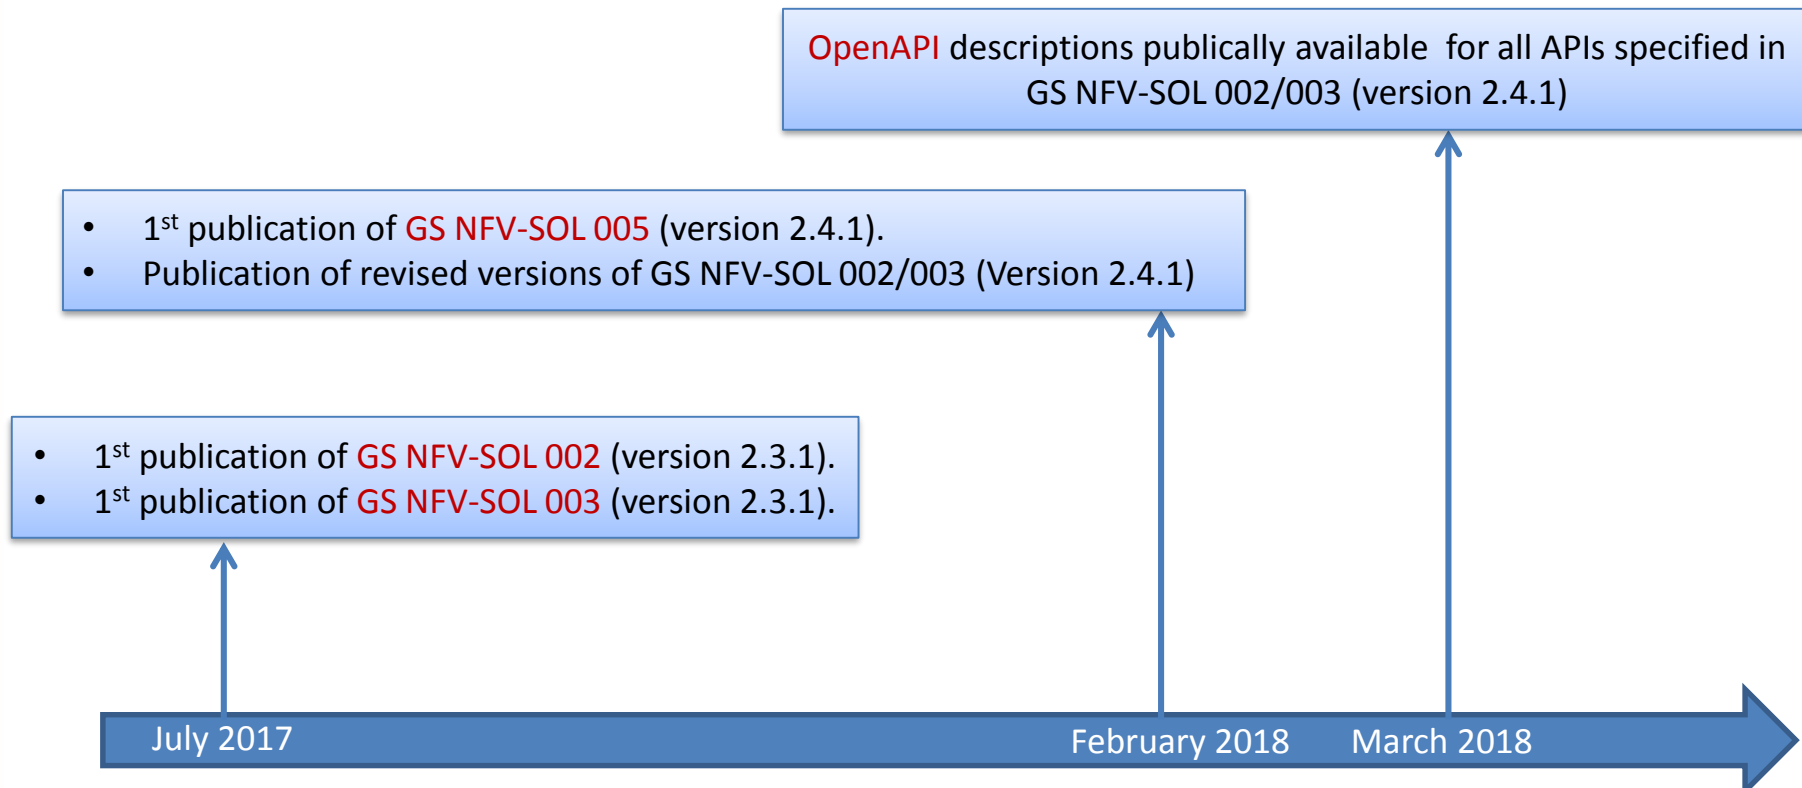 OpenAPI descriptions publically available  for all APIs specified in
GS NFV-SOL 002/003 (version 2.4.1)
• 1st publication of GS NFV-SOL 005 (version 2.4.1).
• Publication of revised versions of GS NFV-SOL 002/003 (Version 2.4.1)
• 1st publication of GS NFV-SOL 002 (version 2.3.1).
• 1st publication of GS NFV-SOL 003 (version 2.3.1).
July 2017
February 2018
March 2018